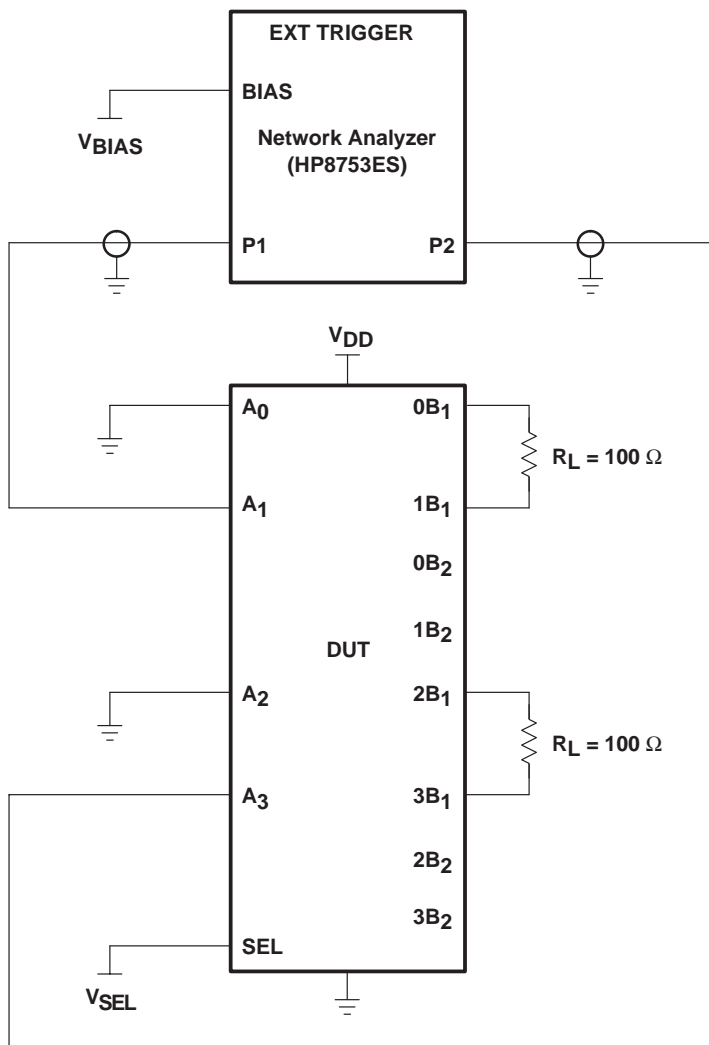 EXT TRIGGER
BIAS
VBIAS
Network Analyzer
(HP8753ES)
P1
P2
VDD
A0
0B1
RL = 100 Ω
A1
1B1
0B2
1B2
DUT
A2
2B1
RL = 100 Ω
A3
3B1
2B2
3B2
SEL
VSEL